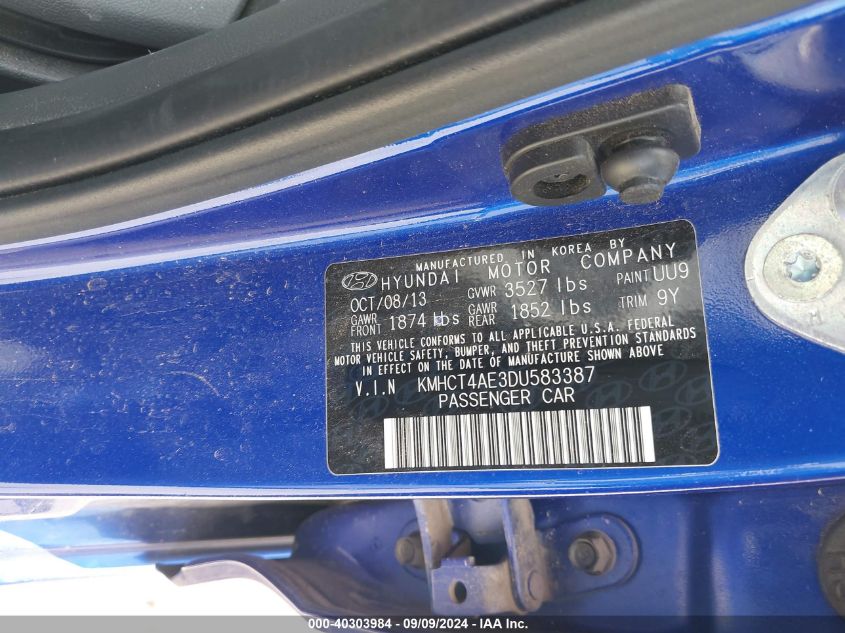 MANUFACTURED IN KOREA BY
HYUNDAI MOTOR COMPANY
OCT/08/13 GVWR 3527 lbs PAINT UU9
GAWR FRONT 1874 lbs GAWR REAR 1852 lbs TRIM 9Y
THIS VEHICLE CONFORMS TO ALL APPLICABLE U.S.A. FEDERAL
MOTOR VEHICLE SAFETY, BUMPER, AND THEFT PREVENTION STANDARDS
IN EFFECT ON THE DATE OF MANUFACTURE SHOWN ABOVE
V.I.N KMHCT4AE3DU583387
PASSENGER CAR
000-40303984 - 09/09/2024 - IAA Inc.